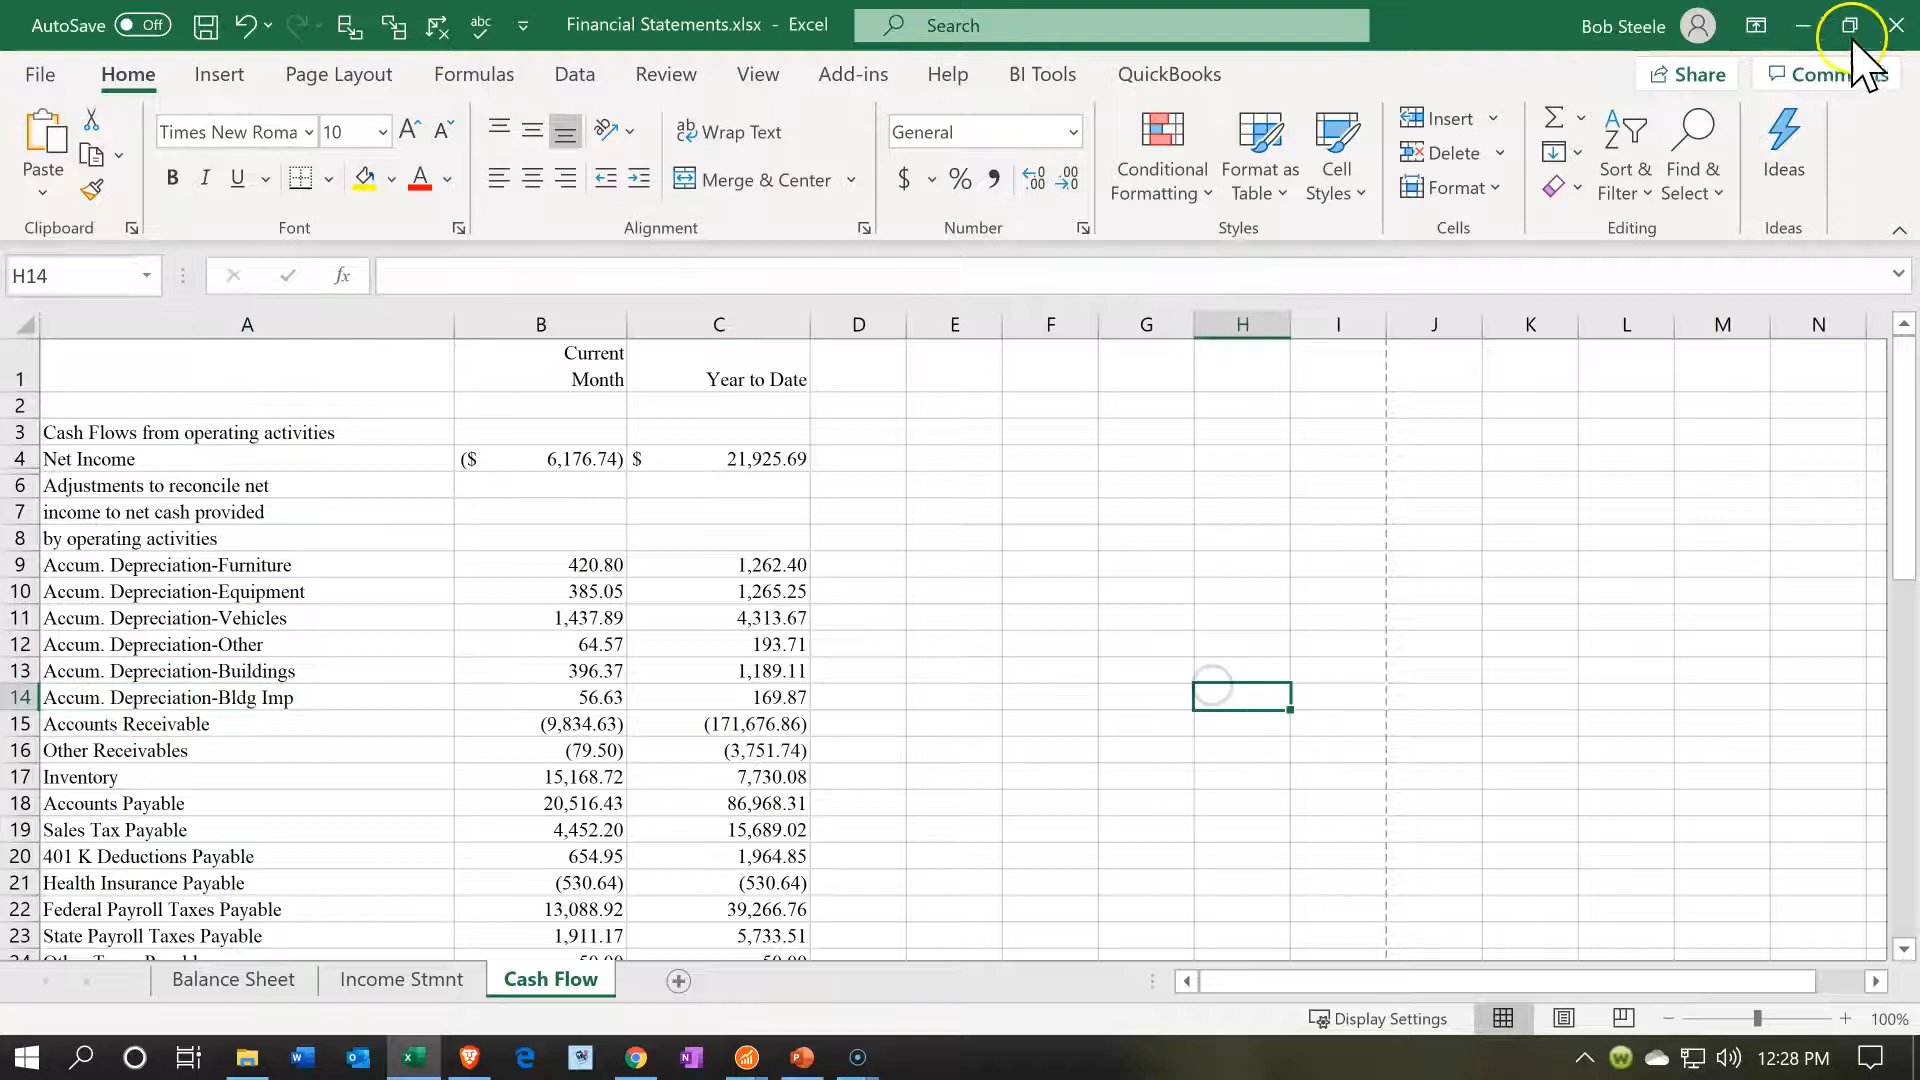 AutoSave Off Financial Statements.xlsx - Excel Search Bob Steele
File Home Insert Page Layout Formulas Data Review View Add-ins Help BI Tools QuickBooks Share
Paste Times New Roma 10 Wrap Text General Conditional Formatting Format as Table Cell Styles Insert Sort & Filter Find & Select Ideas
B I U Merge & Center $ % Delete
Format
Clipboard Font Alignment Number Styles Cells Editing Ideas
H14 fx
A B C D E F G H I J K L M N
Current
1 Month Year to Date
2
3 Cash Flows from operating activities
4 Net Income ($ 6,176.74) $ 21,925.69
6 Adjustments to reconcile net
7 income to net cash provided
8 by operating activities
9 Accum. Depreciation-Furniture 420.80 1,262.40
10 Accum. Depreciation-Equipment 385.05 1,265.25
11 Accum. Depreciation-Vehicles 1,437.89 4,313.67
12 Accum. Depreciation-Other 64.57 193.71
13 Accum. Depreciation-Buildings 396.37 1,189.11
14 Accum. Depreciation-Bldg Imp 56.63 169.87
15 Accounts Receivable (9,834.63) (171,676.86)
16 Other Receivables (79.50) (3,751.74)
17 Inventory 15,168.72 7,730.08
18 Accounts Payable 20,516.43 86,968.31
19 Sales Tax Payable 4,452.20 15,689.02
20 401 K Deductions Payable 654.95 1,964.85
21 Health Insurance Payable (530.64) (530.64)
22 Federal Payroll Taxes Payable 13,088.92 39,266.76
23 State Payroll Taxes Payable 1,911.17 5,733.51
Balance Sheet Income Stmnt Cash Flow
Display Settings 100%
12:28 PM